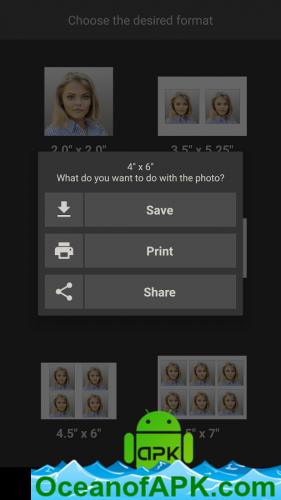 Choose the desired format
2.0" x 2.0"
3.5" x 5.25"
4" x 6"
What do you want to do with the photo?
Save
Print
Share
4.5" x 6"
5" x 7"
apk
OceanofAPK.com